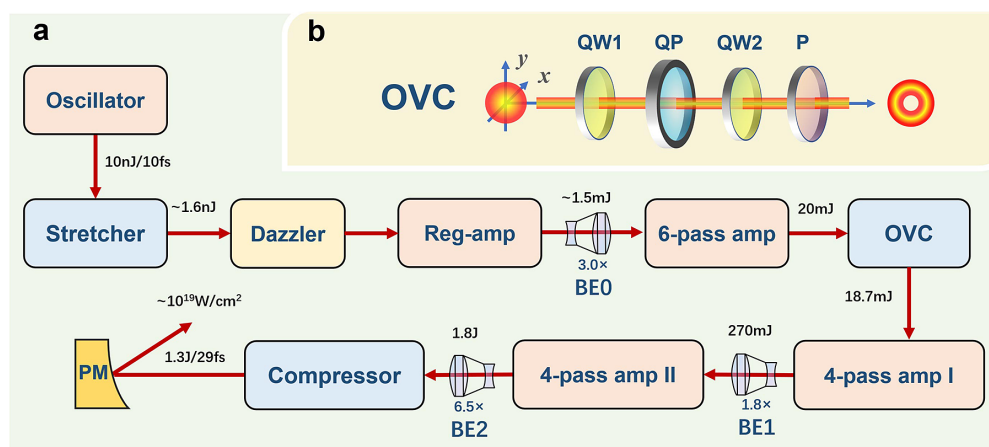 a
b
QW1 QP QW2 P
y
x
OVC
Oscillator
10nJ/10fs
Stretcher
~1.6nJ
Dazzler
Reg-amp
~1.5mJ
3.0×
BE0
6-pass amp
20mJ
OVC
18.7mJ
4-pass amp I
270mJ
1.8×
BE1
4-pass amp II
1.8J
6.5×
BE2
Compressor
1.3J/29fs
~10¹⁹W/cm²
PM